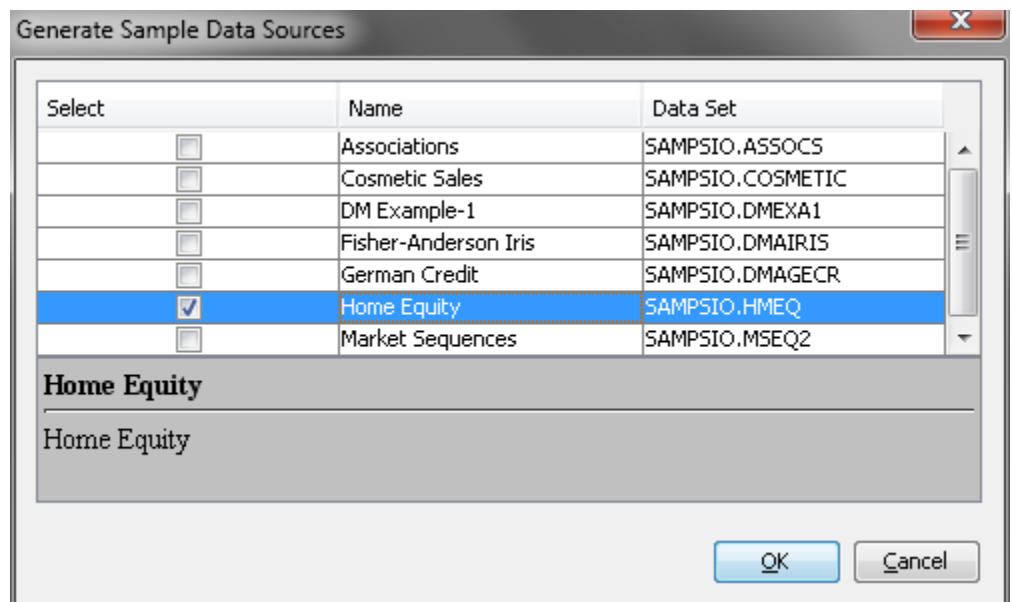 Generate Sample Data Sources
X
Select Name Data Set
Associations SAMPSIO.ASSOCS
Cosmetic Sales SAMPSIO.COSMETIC
DM Example-1 SAMPSIO.DMEXA1
Fisher-Anderson Iris SAMPSIO.DMAIRIS
German Credit SAMPSIO.DMAGECR
Home Equity SAMPSIO.HMEQ
Market Sequences SAMPSIO.MSEQ2
Home Equity
Home Equity
OK Cancel